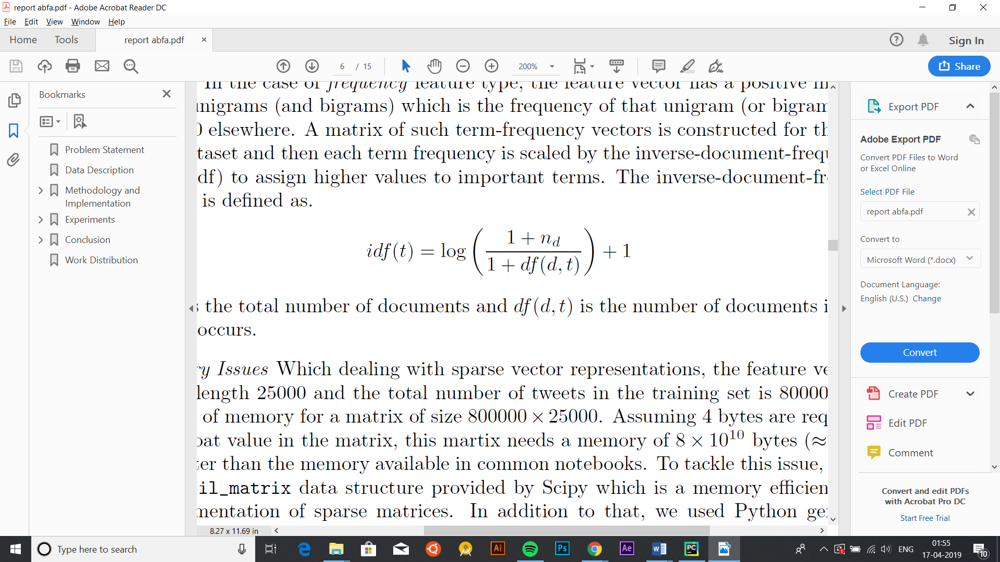 report abfa.pdf - Adobe Acrobat Reader DC
File Edit View Window Help
Home Tools report abfa.pdf Sign In
6 / 15 200% Share
Bookmarks
Problem Statement
Data Description
Methodology and
Implementation
Experiments
Conclusion
Work Distribution
In the case of frequency feature type, the feature vector has a positive
nigrams (and bigrams) which is the frequency of that unigram (or bigram
0 elsewhere. A matrix of such term-frequency vectors is constructed for th
taset and then each term frequency is scaled by the inverse-document-frequ
df) to assign higher values to important terms. The inverse-document-fr
is defined as.
idf(t) = log ( (1 + n_d) / (1 + df(d, t)) ) + 1
s the total number of documents and df(d, t) is the number of documents i
occurs.
ry Issues Which dealing with sparse vector representations, the feature ve
length 25000 and the total number of tweets in the training set is 80000
of memory for a matrix of size 800000 × 25000. Assuming 4 bytes are req
oat value in the matrix, this martix needs a memory of 8 × 10¹⁰ bytes (≈
ter than the memory available in common notebooks. To tackle this issue,
il_matrix data structure provided by Scipy which is a memory efficien
mentation of sparse matrices. In addition to that, we used Python ge
8.27 x 11.69 in
Export PDF
Adobe Export PDF
Convert PDF Files to Word
or Excel Online
Select PDF File
report abfa.pdf
Convert to
Microsoft Word (*.docx)
Document Language:
English (U.S.) Change
Convert
Create PDF
Edit PDF
Comment
Convert and edit PDFs
with Acrobat Pro DC
Start Free Trial
Type here to search
Ai Ps Ae PC
ENG
01:55
17-04-2019
10